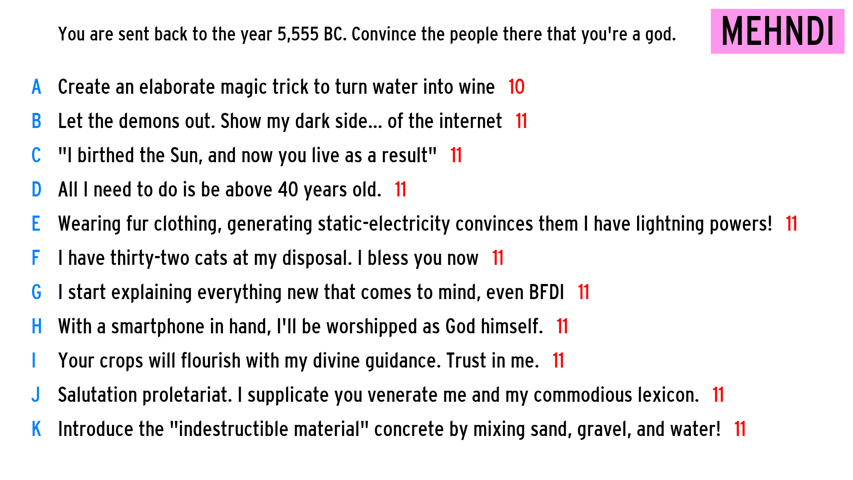 You are sent back to the year 5,555 BC. Convince the people there that you're a god.
MEHNDI
A Create an elaborate magic trick to turn water into wine 10
B Let the demons out. Show my dark side... of the internet 11
C "I birthed the Sun, and now you live as a result" 11
D All I need to do is be above 40 years old. 11
E Wearing fur clothing, generating static-electricity convinces them I have lightning powers! 11
F I have thirty-two cats at my disposal. I bless you now 11
G I start explaining everything new that comes to mind, even BFDI 11
H With a smartphone in hand, I'll be worshipped as God himself. 11
I Your crops will flourish with my divine guidance. Trust in me. 11
J Salutation proletariat. I supplicate you venerate me and my commodious lexicon. 11
K Introduce the "indestructible material" concrete by mixing sand, gravel, and water! 11